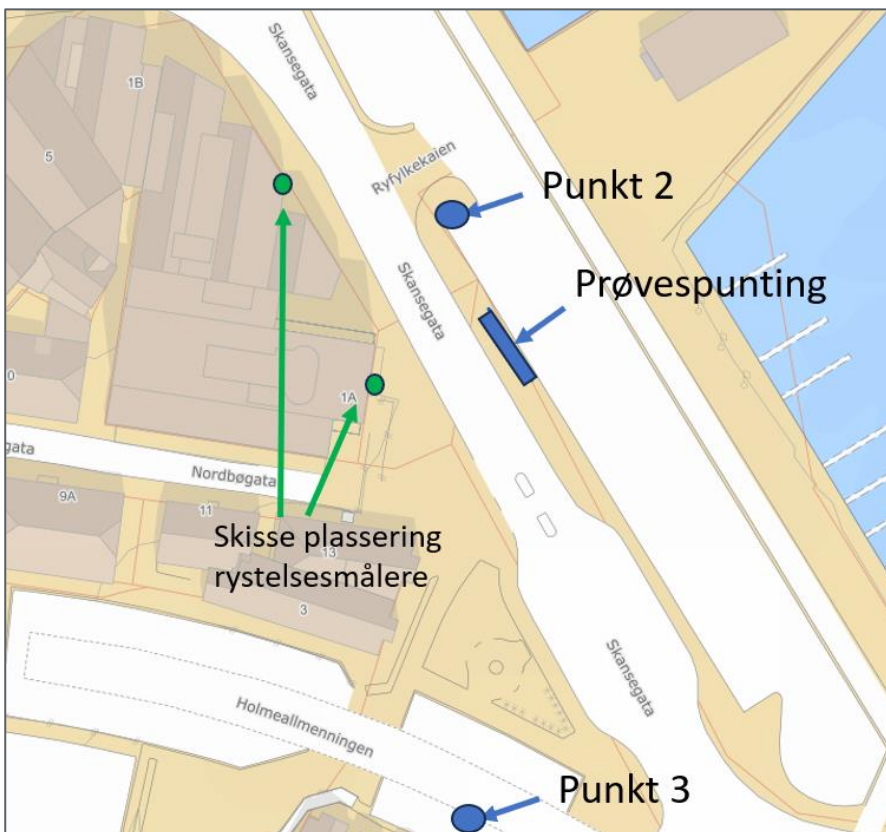 Skansegata
1B
5
Ryfylkekaien
Punkt 2
Skansegata
Prøvespunting
0
1A
gata
Nordbøgata
9A
11
13
Skisse plassering
rystelsesmålere
3
Skansegata
Holmeallmenningen
Punkt 3